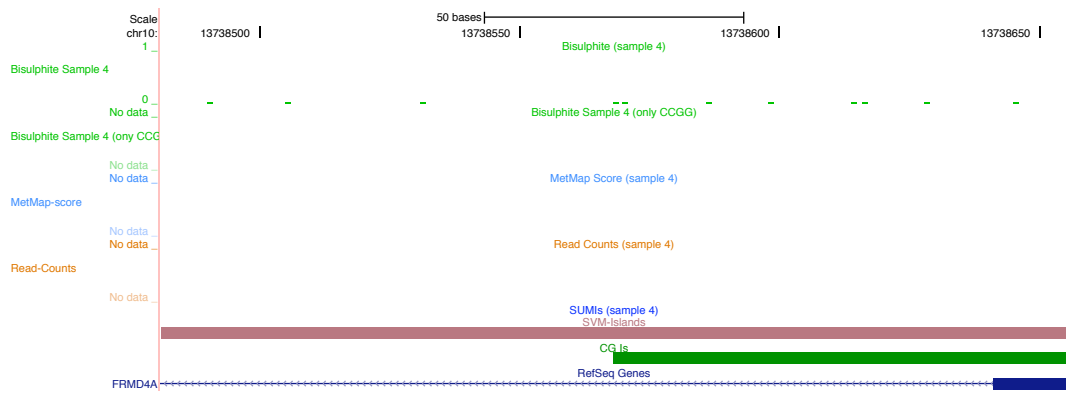 Scale 50 bases
chr10: 13738500 13738550 13738600 13738650
1 _ Bisulphite (sample 4)
Bisulphite Sample 4
0 _
No data _ Bisulphite Sample 4 (only CCGG)
Bisulphite Sample 4 (ony CCG
No data _
No data _ MetMap Score (sample 4)
MetMap-score
No data _
No data _ Read Counts (sample 4)
Read-Counts
No data _
SUMIs (sample 4)
SVM-Islands
CG Is
RefSeq Genes
FRMD4A